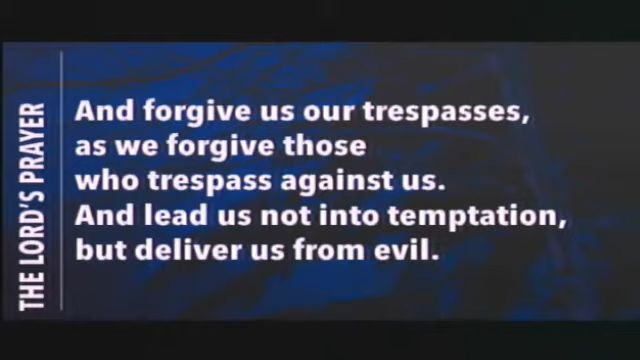 THE LORD'S PRAYER
And forgive us our trespasses,
as we forgive those
who trespass against us.
And lead us not into temptation,
but deliver us from evil.